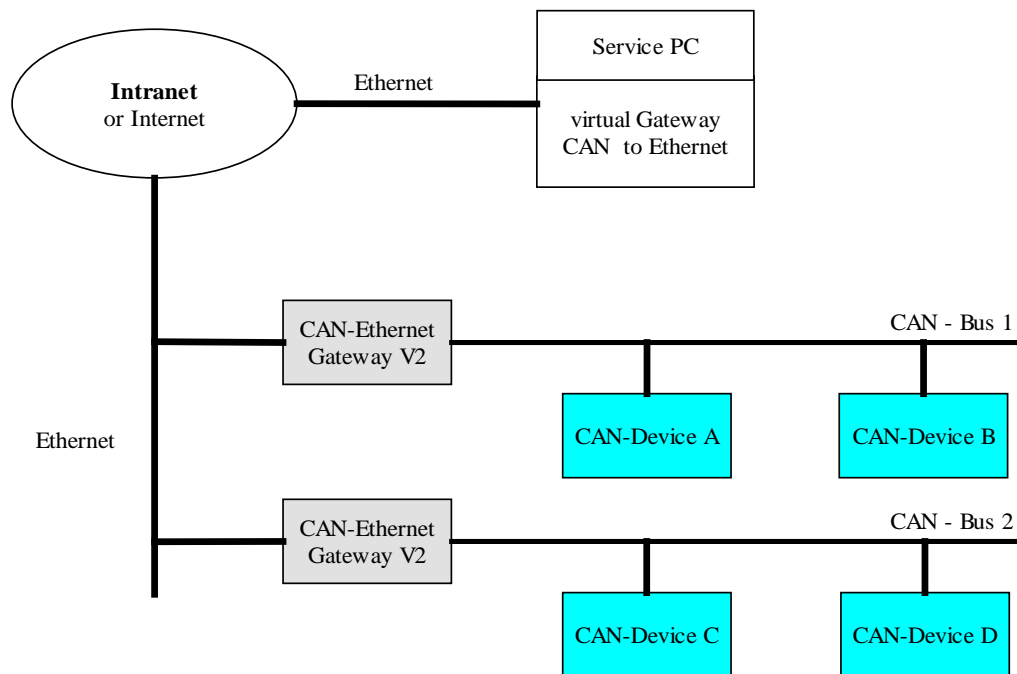 Service PC
Ethernet
Intranet
or Internet
virtual Gateway
CAN to Ethernet
CAN-Ethernet
Gateway V2
CAN - Bus 1
CAN-Device A
CAN-Device B
Ethernet
CAN-Ethernet
Gateway V2
CAN - Bus 2
CAN-Device C
CAN-Device D